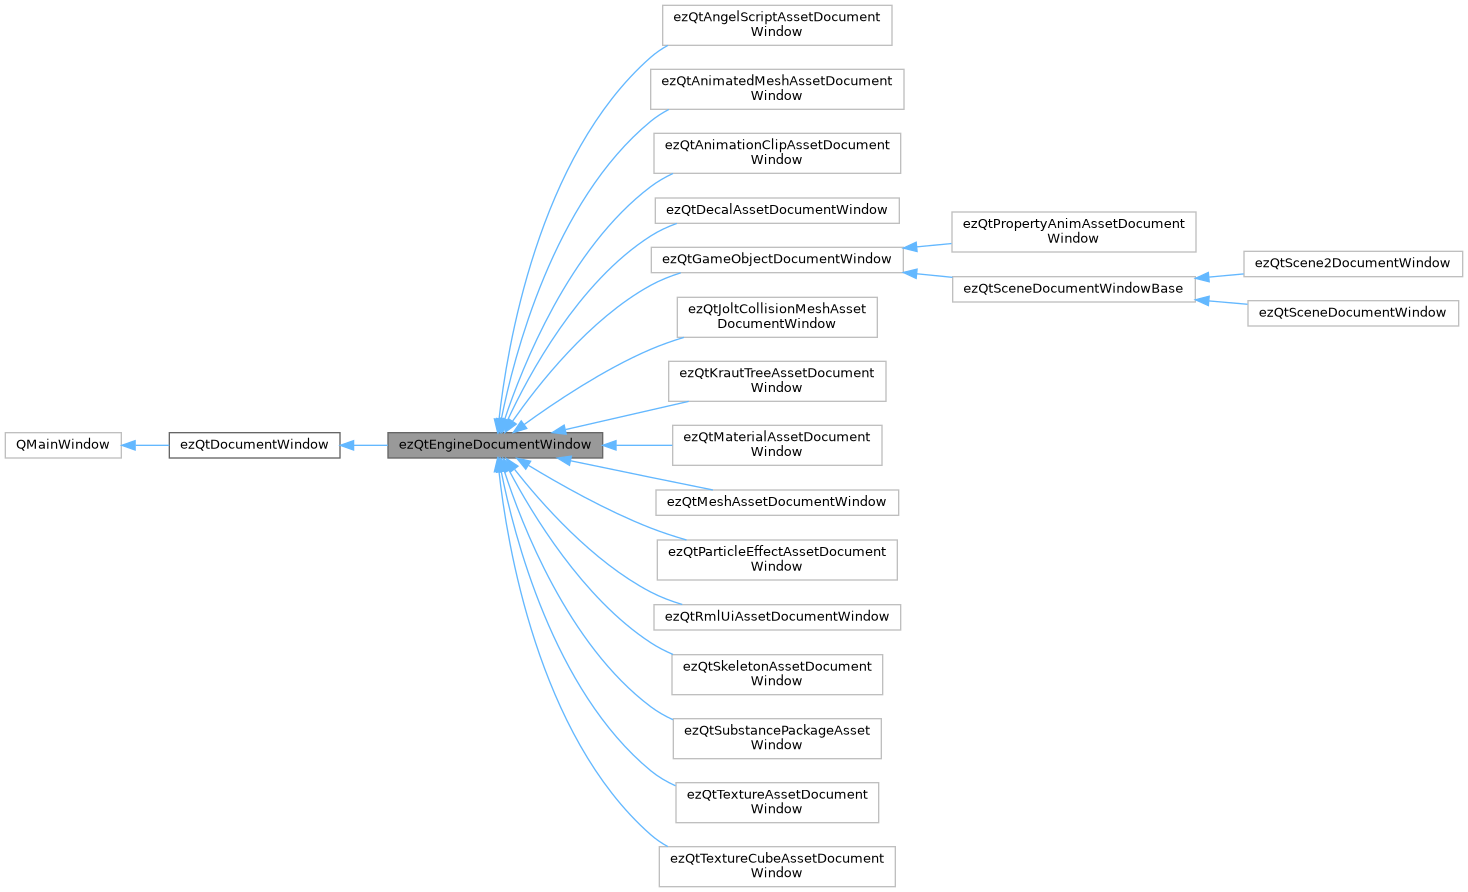 ezQtAngelScriptAssetDocument
Window
ezQtAnimatedMeshAssetDocument
Window
ezQtAnimationClipAssetDocument
Window
ezQtDecalAssetDocumentWindow
ezQtGameObjectDocumentWindow
ezQtPropertyAnimAssetDocument
Window
ezQtSceneDocumentWindowBase
ezQtScene2DocumentWindow
ezQtSceneDocumentWindow
ezQtJoltCollisionMeshAsset
DocumentWindow
ezQtKrautTreeAssetDocument
Window
QMainWindow
ezQtDocumentWindow
ezQtEngineDocumentWindow
ezQtMaterialAssetDocument
Window
ezQtMeshAssetDocumentWindow
ezQtParticleEffectAssetDocument
Window
ezQtRmlUiAssetDocumentWindow
ezQtSkeletonAssetDocument
Window
ezQtSubstancePackageAsset
Window
ezQtTextureAssetDocument
Window
ezQtTextureCubeAssetDocument
Window